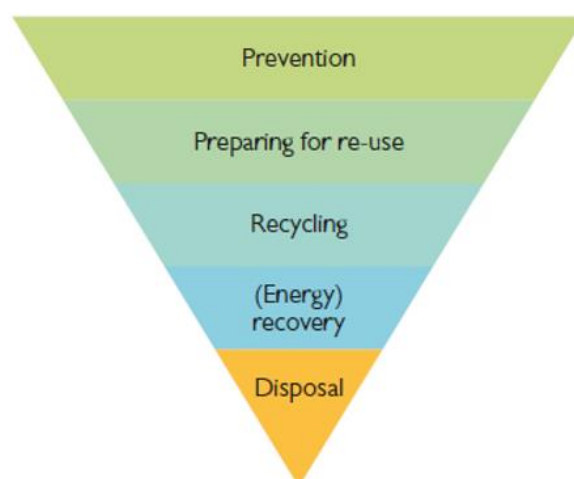 Prevention
Preparing for re-use
Recycling
(Energy)
recovery
Disposal